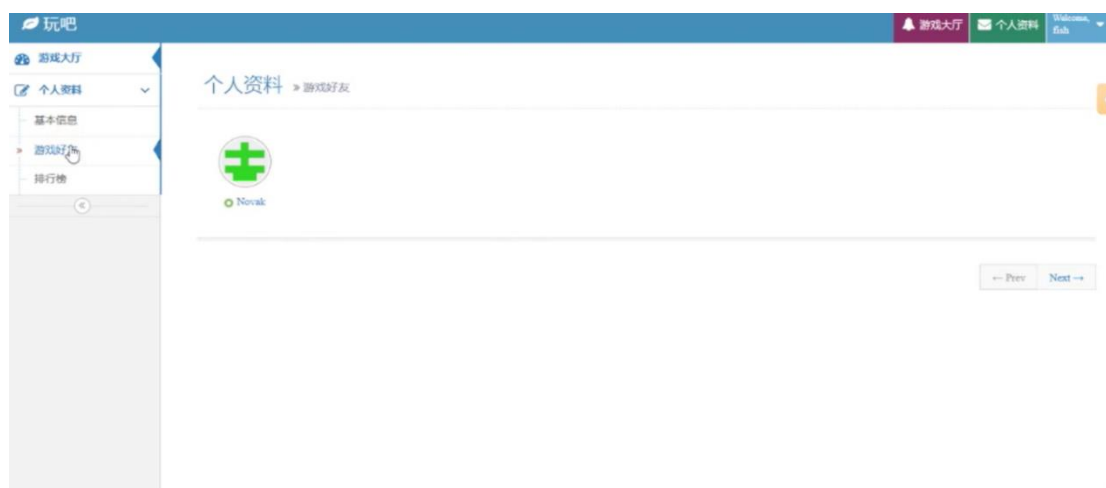 玩吧
游戏大厅
个人资料
Welcome,
fish
游戏大厅
个人资料
基本信息
游戏好友
排行榜
个人资料 » 游戏好友
Novak
← Prev
Next →